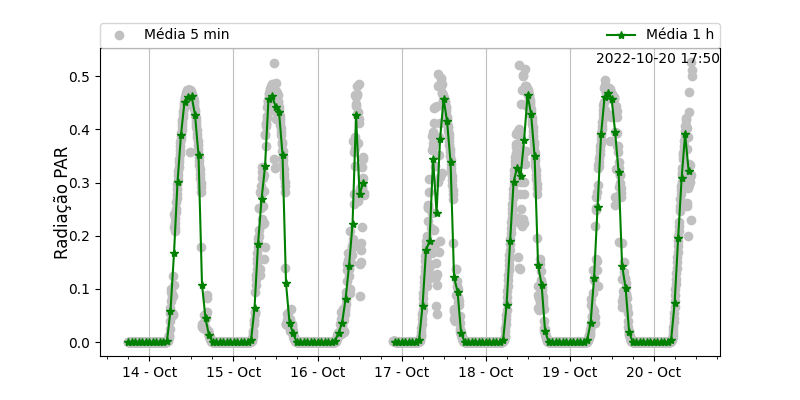 Média 5 min
Média 1 h
2022-10-20 17:50
Radiação PAR
0.5
0.4
0.3
0.2
0.1
0.0
14 - Oct
15 - Oct
16 - Oct
17 - Oct
18 - Oct
19 - Oct
20 - Oct